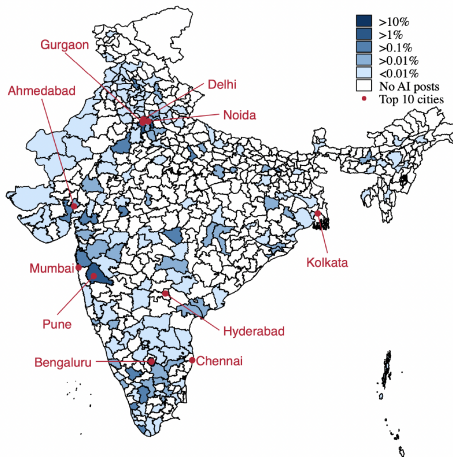 >10%
>1%
>0.1%
>0.01%
<0.01%
No AI posts
Top 10 cities
Gurgaon
Delhi
Ahmedabad
Noida
Kolkata
Mumbai
Pune
Hyderabad
Bengaluru
Chennai